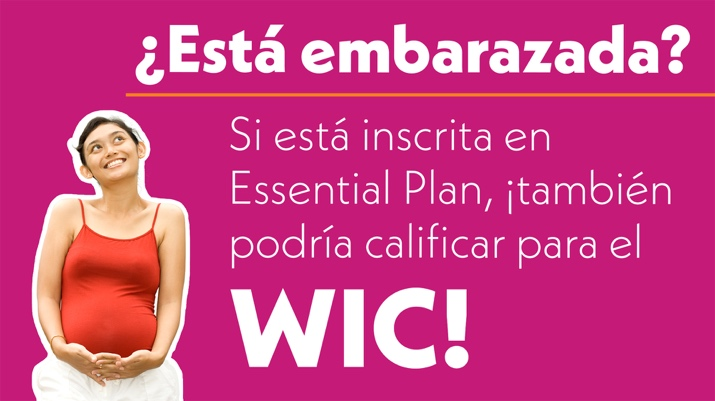 ¿Está embarazada?
Si está inscrita en
Essential Plan, ¡también
podría calificar para el
WIC!